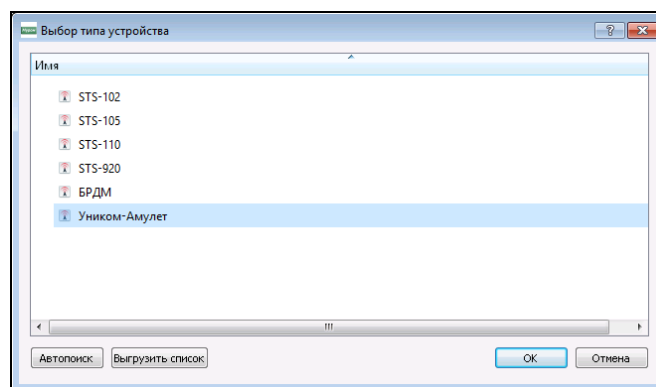 Выбор типа устройства
Имя
STS-102
STS-105
STS-110
STS-920
БРДМ
Уником-Амулет
Автопоиск Выгрузить список OK Отмена